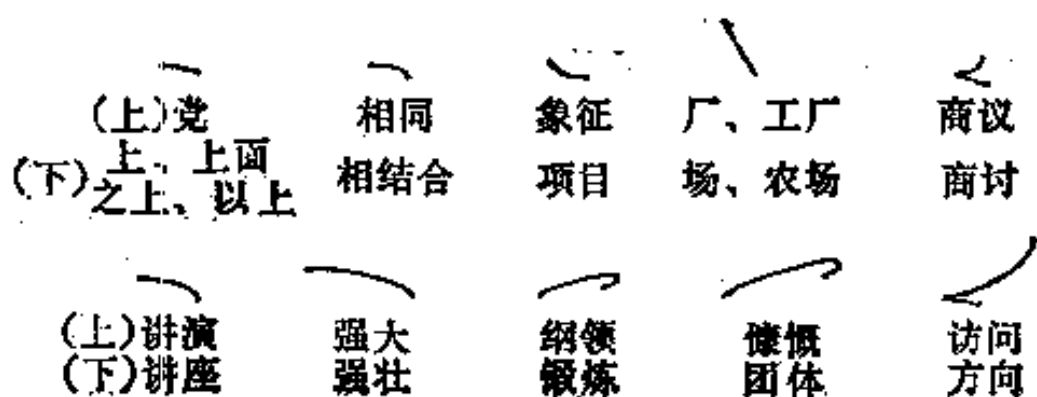 (上)党 相同 象征 厂、工厂 商议
(下)上、上面 之上、以上 相结合 项目 场、农场 商讨
(上)讲演 强大 纲领 慷慨 访问
(下)讲座 强壮 锻炼 团体 方向